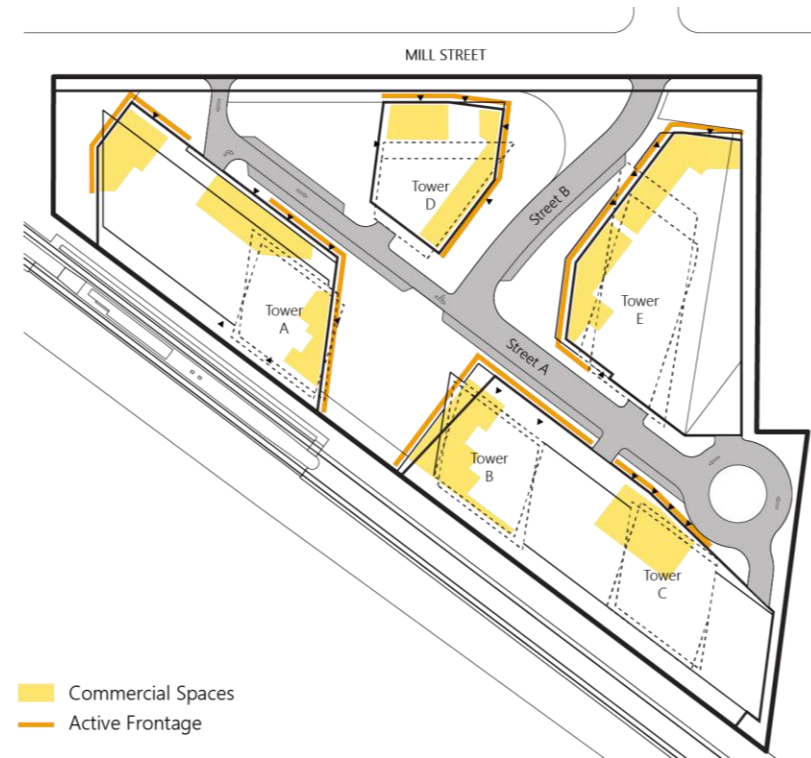 MILL STREET
Tower
D
Street B
Tower
A
Tower
E
Street A
Tower
B
Tower
C
Commercial Spaces
Active Frontage